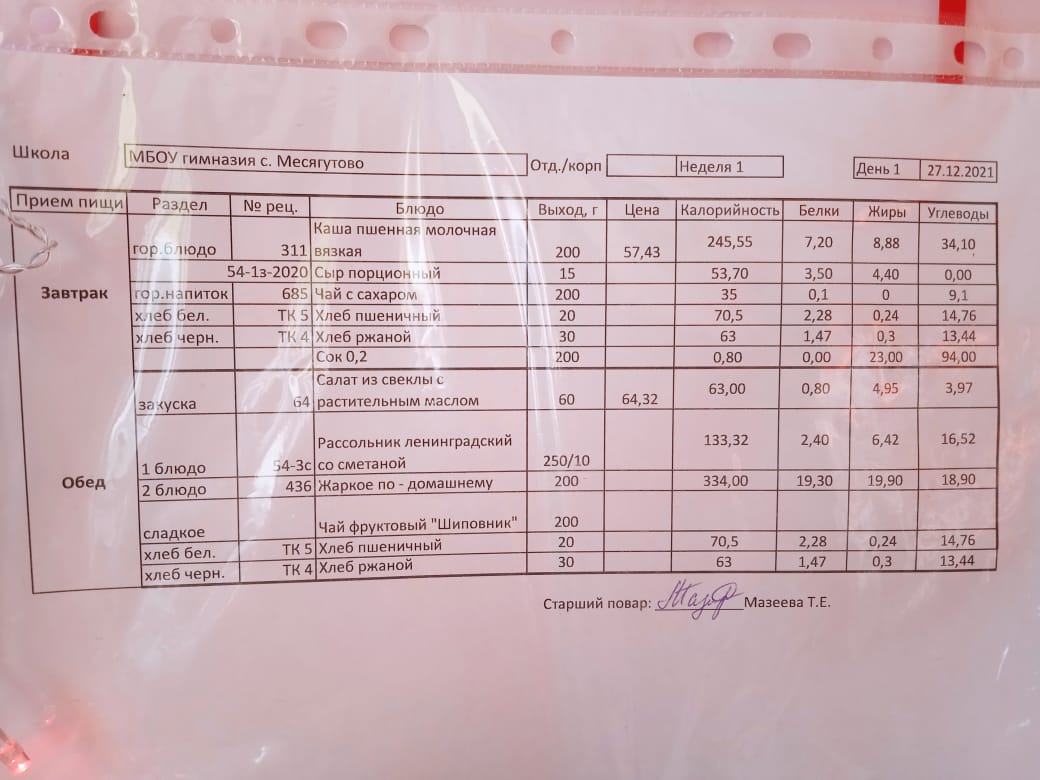 Школа МБОУ гимназия с. Месягутово Отд./корп Неделя 1 День 1 27.12.2021
Прием пищи Раздел № рец. Блюдо Выход, г Цена Калорийность Белки Жиры Углеводы
Завтрак
гор.блюдо 311 Каша пшенная молочная вязкая 200 57,43 245,55 7,20 8,88 34,10
54-1з-2020 Сыр порционный 15 53,70 3,50 4,40 0,00
гор.напиток 685 Чай с сахаром 200 35 0,1 0 9,1
хлеб бел. ТК 5 Хлеб пшеничный 20 70,5 2,28 0,24 14,76
хлеб черн. ТК 4 Хлеб ржаной 30 63 1,47 0,3 13,44
Сок 0,2 200 0,80 0,00 23,00 94,00
Обед
закуска 64 Салат из свеклы с растительным маслом 60 64,32 63,00 0,80 4,95 3,97
1 блюдо 54-3с Рассольник ленинградский со сметаной 250/10 133,32 2,40 6,42 16,52
2 блюдо 436 Жаркое по - домашнему 200 334,00 19,30 19,90 18,90
сладкое Чай фруктовый "Шиповник" 200
хлеб бел. ТК 5 Хлеб пшеничный 20 70,5 2,28 0,24 14,76
хлеб черн. ТК 4 Хлеб ржаной 30 63 1,47 0,3 13,44
Старший повар: Мазеева Т.Е.